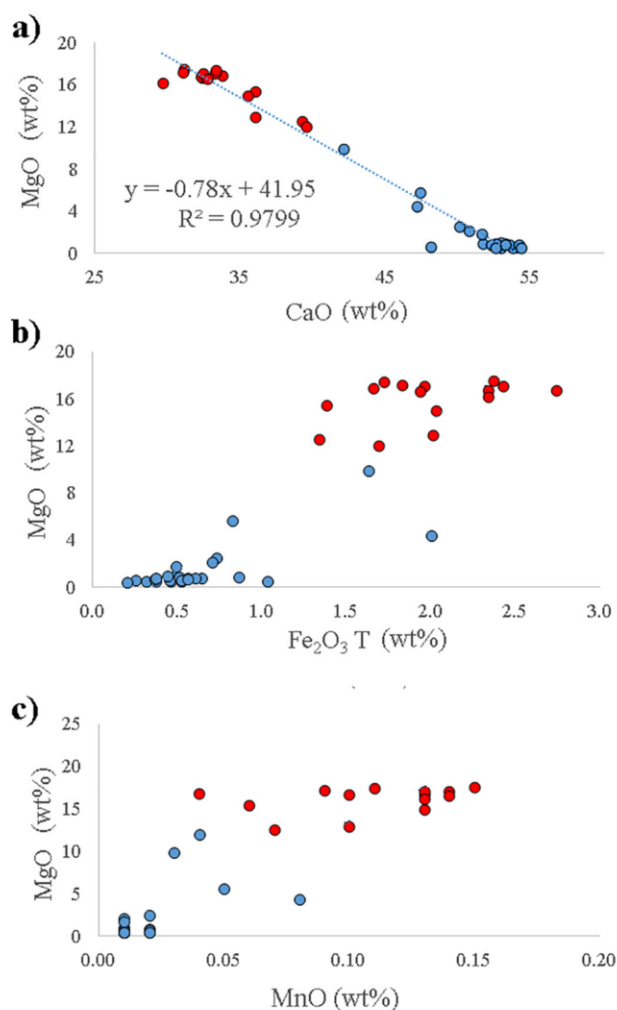 a)
20
16
12
8
4
0
MgO (wt%)
y = -0.78x + 41.95
R² = 0.9799
25 35 45 55
CaO (wt%)
b)
20
16
12
8
4
0
MgO (wt%)
0.0 0.5 1.0 1.5 2.0 2.5 3.0
Fe₂O₃ T (wt%)
c)
25
20
15
10
5
0
MgO (wt%)
0.00 0.05 0.10 0.15 0.20
MnO (wt%)